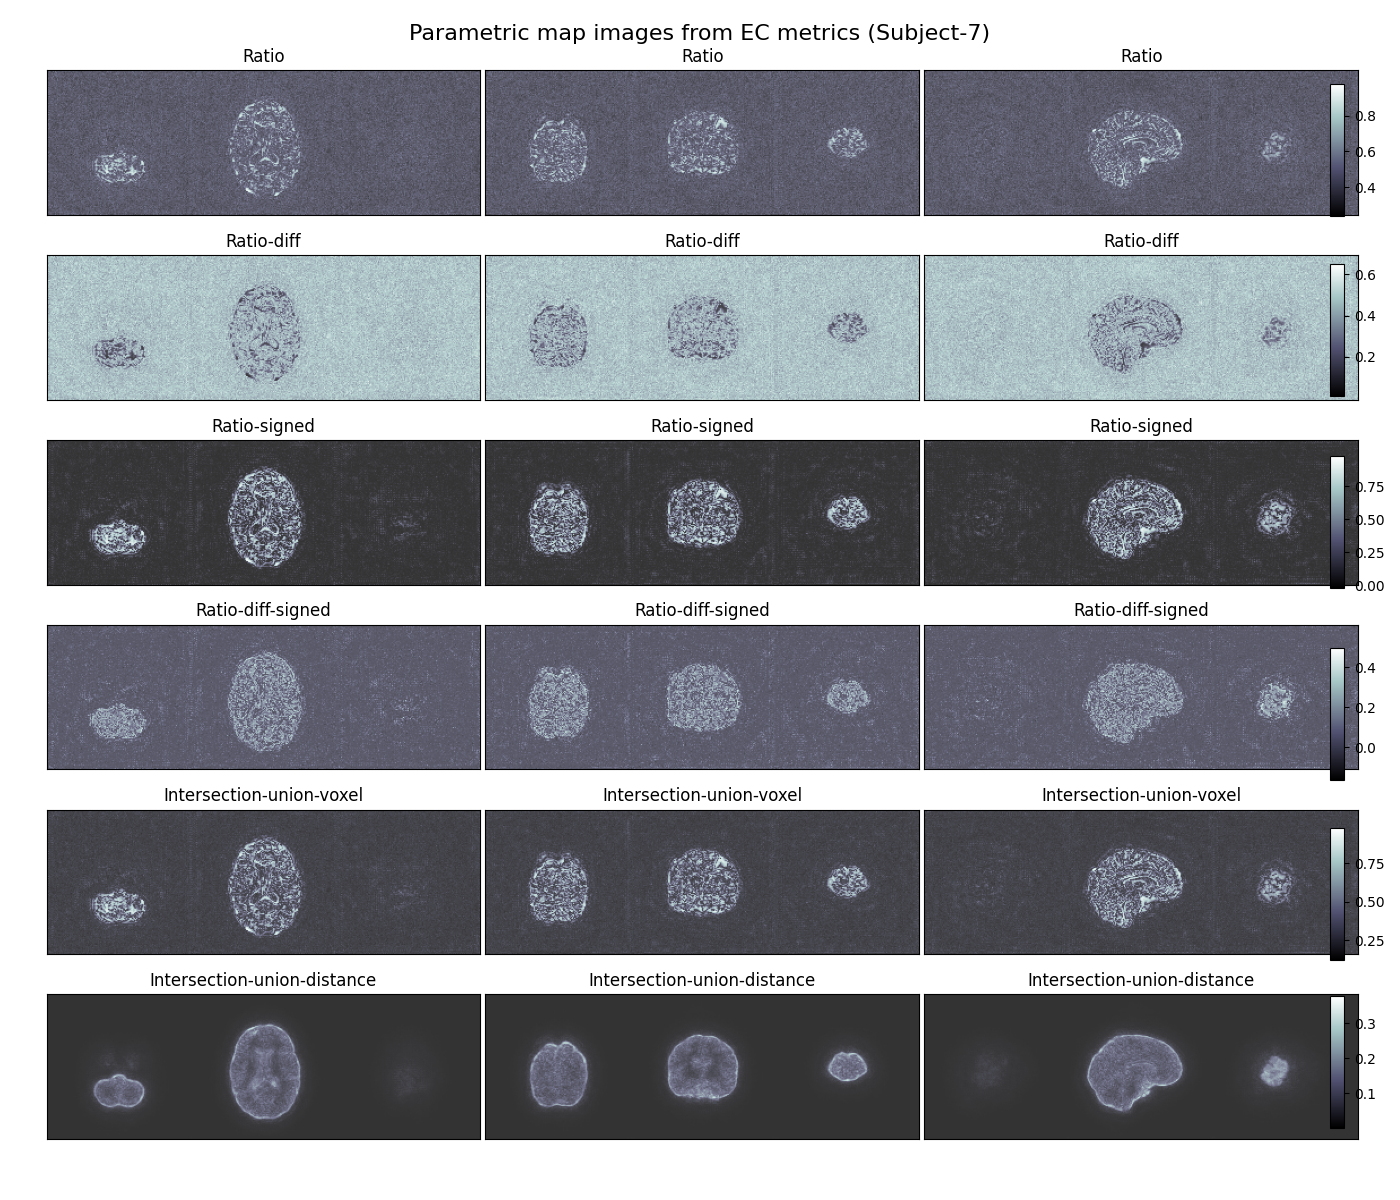 Parametric map images from EC metrics (Subject-7)
Ratio Ratio Ratio
0.8
0.6
0.4
Ratio-diff Ratio-diff Ratio-diff
0.6
0.4
0.2
Ratio-signed Ratio-signed Ratio-signed
0.75
0.50
0.25
0.00
Ratio-diff-signed Ratio-diff-signed Ratio-diff-signed
0.4
0.2
0.0
Intersection-union-voxel Intersection-union-voxel Intersection-union-voxel
0.75
0.50
0.25
Intersection-union-distance Intersection-union-distance Intersection-union-distance
0.3
0.2
0.1